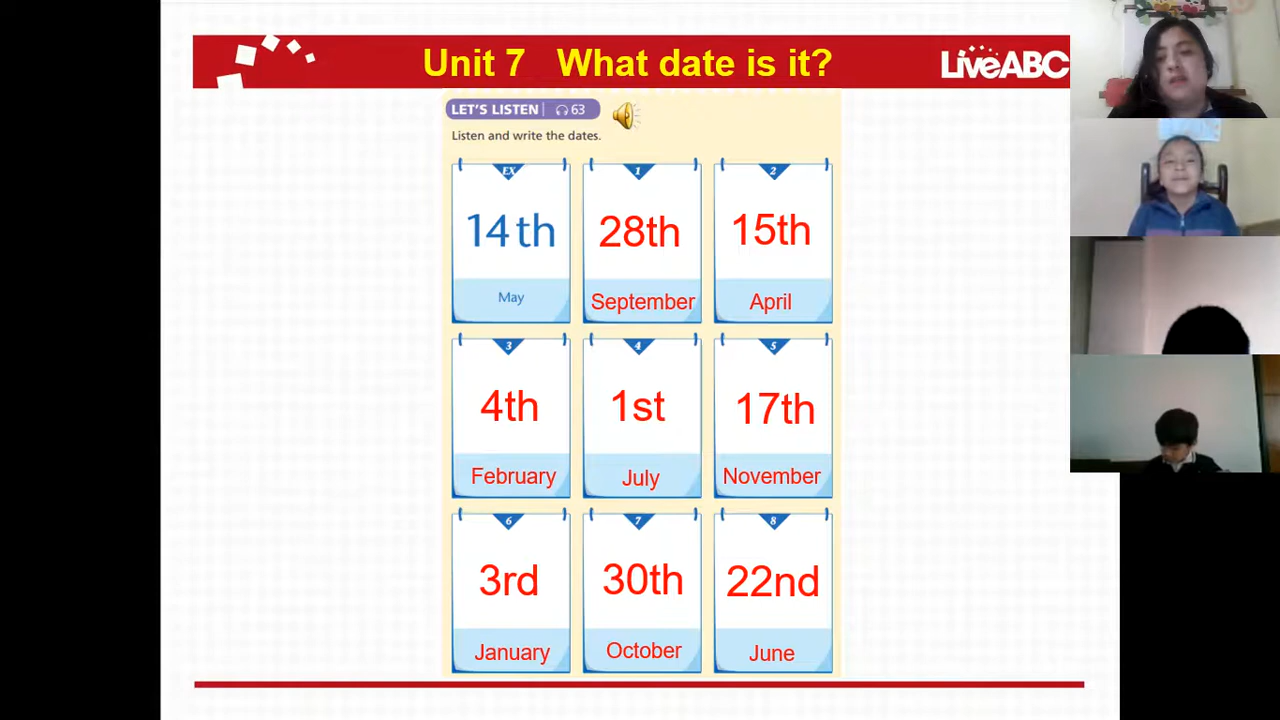 Unit 7 What date is it?
LiveABC
LET'S LISTEN 63
Listen and write the dates.
EX
14th
May
1
28th
September
2
15th
April
3
4th
February
4
1st
July
5
17th
November
6
3rd
January
7
30th
October
8
22nd
June